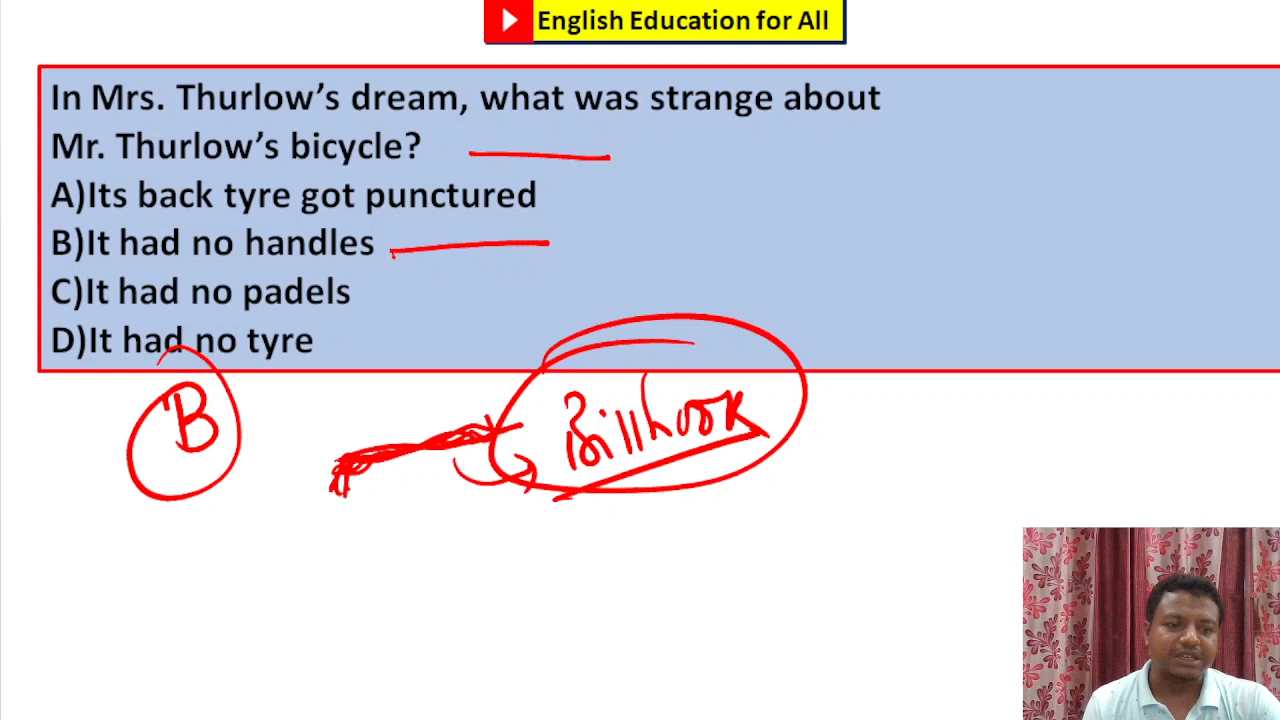 English Education for All
In Mrs. Thurlow’s dream, what was strange about
Mr. Thurlow’s bicycle?
A)Its back tyre got punctured
B)It had no handles
C)It had no padels
D)It had no tyre
B
Billhook